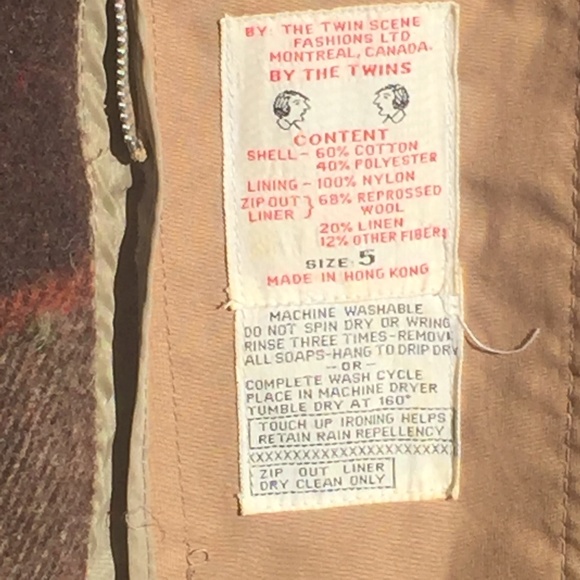 BY: THE TWIN SCENE
FASHIONS LTD
MONTREAL, CANADA.
BY THE TWINS
CONTENT
SHELL - 60% COTTON
40% POLYESTER
LINING - 100% NYLON
ZIP OUT LINER } 68% REPROSSED
WOOL
20% LINEN
12% OTHER FIBERS
SIZE: 5
MADE IN HONG KONG
MACHINE WASHABLE
DO NOT SPIN DRY OR WRING
RINSE THREE TIMES-REMOVE
ALL SOAPS-HANG TO DRIP DRY
-OR-
COMPLETE WASH CYCLE
PLACE IN MACHINE DRYER
TUMBLE DRY AT 160°
TOUCH UP IRONING HELPS
RETAIN RAIN REPELLENCY
XXXXXXXXXXXXXXXXXXXXXXXX
ZIP OUT LINER
DRY CLEAN ONLY